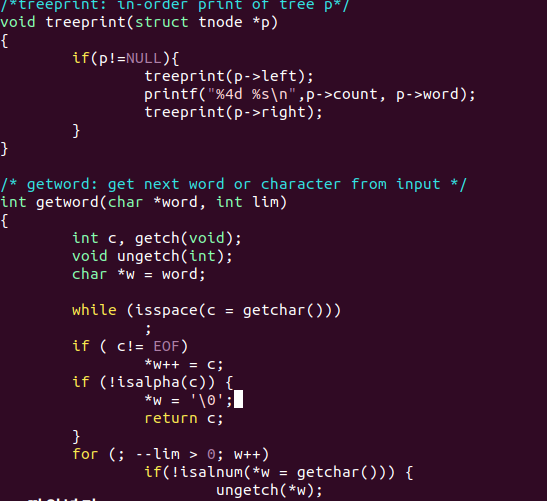 /*treeprint: in-order print of tree p*/
void treeprint(struct tnode *p)
{
        if(p!=NULL){
                treeprint(p->left);
                printf("%4d %s\n",p->count, p->word);
                treeprint(p->right);
        }
}

/* getword: get next word or character from input */
int getword(char *word, int lim)
{
        int c, getch(void);
        void ungetch(int);
        char *w = word;

        while (isspace(c = getchar()))
                ;
        if ( c!= EOF)
                *w++ = c;
        if (!isalpha(c)) {
                *w = '\0';
                return c;
        }
        for (; --lim > 0; w++)
                if(!isalnum(*w = getchar())) {
                        ungetch(*w);